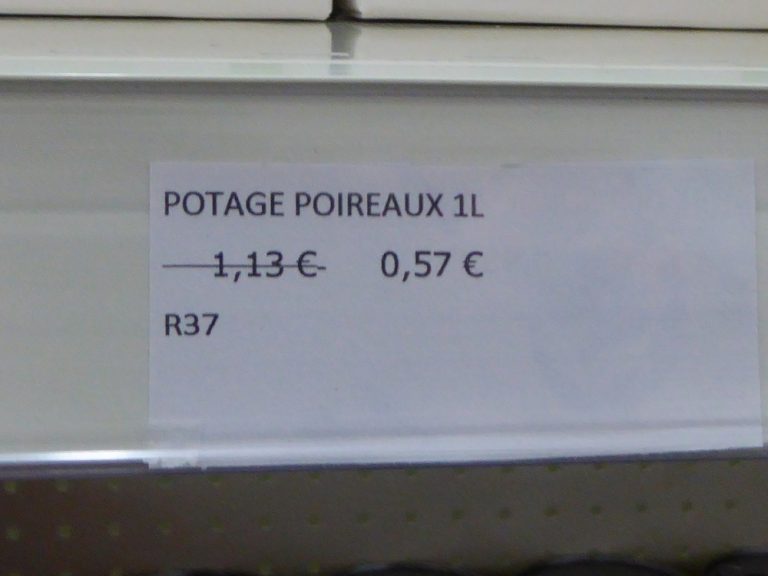 POTAGE POIREAUX 1L
1,13 € 0,57 €
R37